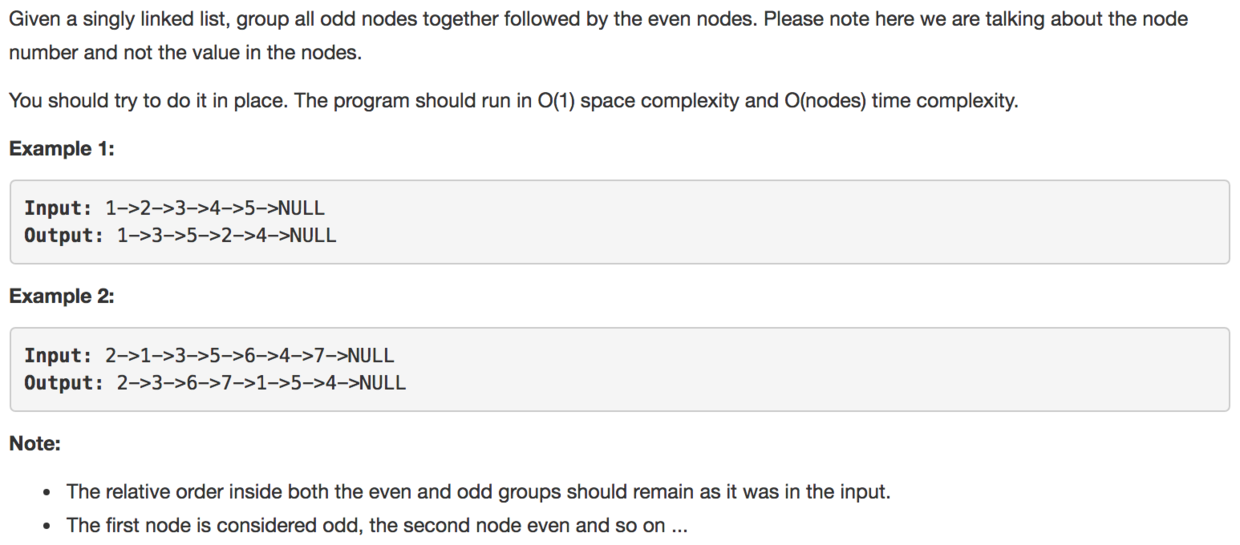 Given a singly linked list, group all odd nodes together followed by the even nodes. Please note here we are talking about the node
number and not the value in the nodes.
You should try to do it in place. The program should run in O(1) space complexity and O(nodes) time complexity.
Example 1:
Input: 1->2->3->4->5->NULL
Output: 1->3->5->2->4->NULL
Example 2:
Input: 2->1->3->5->6->4->7->NULL
Output: 2->3->6->7->1->5->4->NULL
Note:
• The relative order inside both the even and odd groups should remain as it was in the input.
• The first node is considered odd, the second node even and so on ...